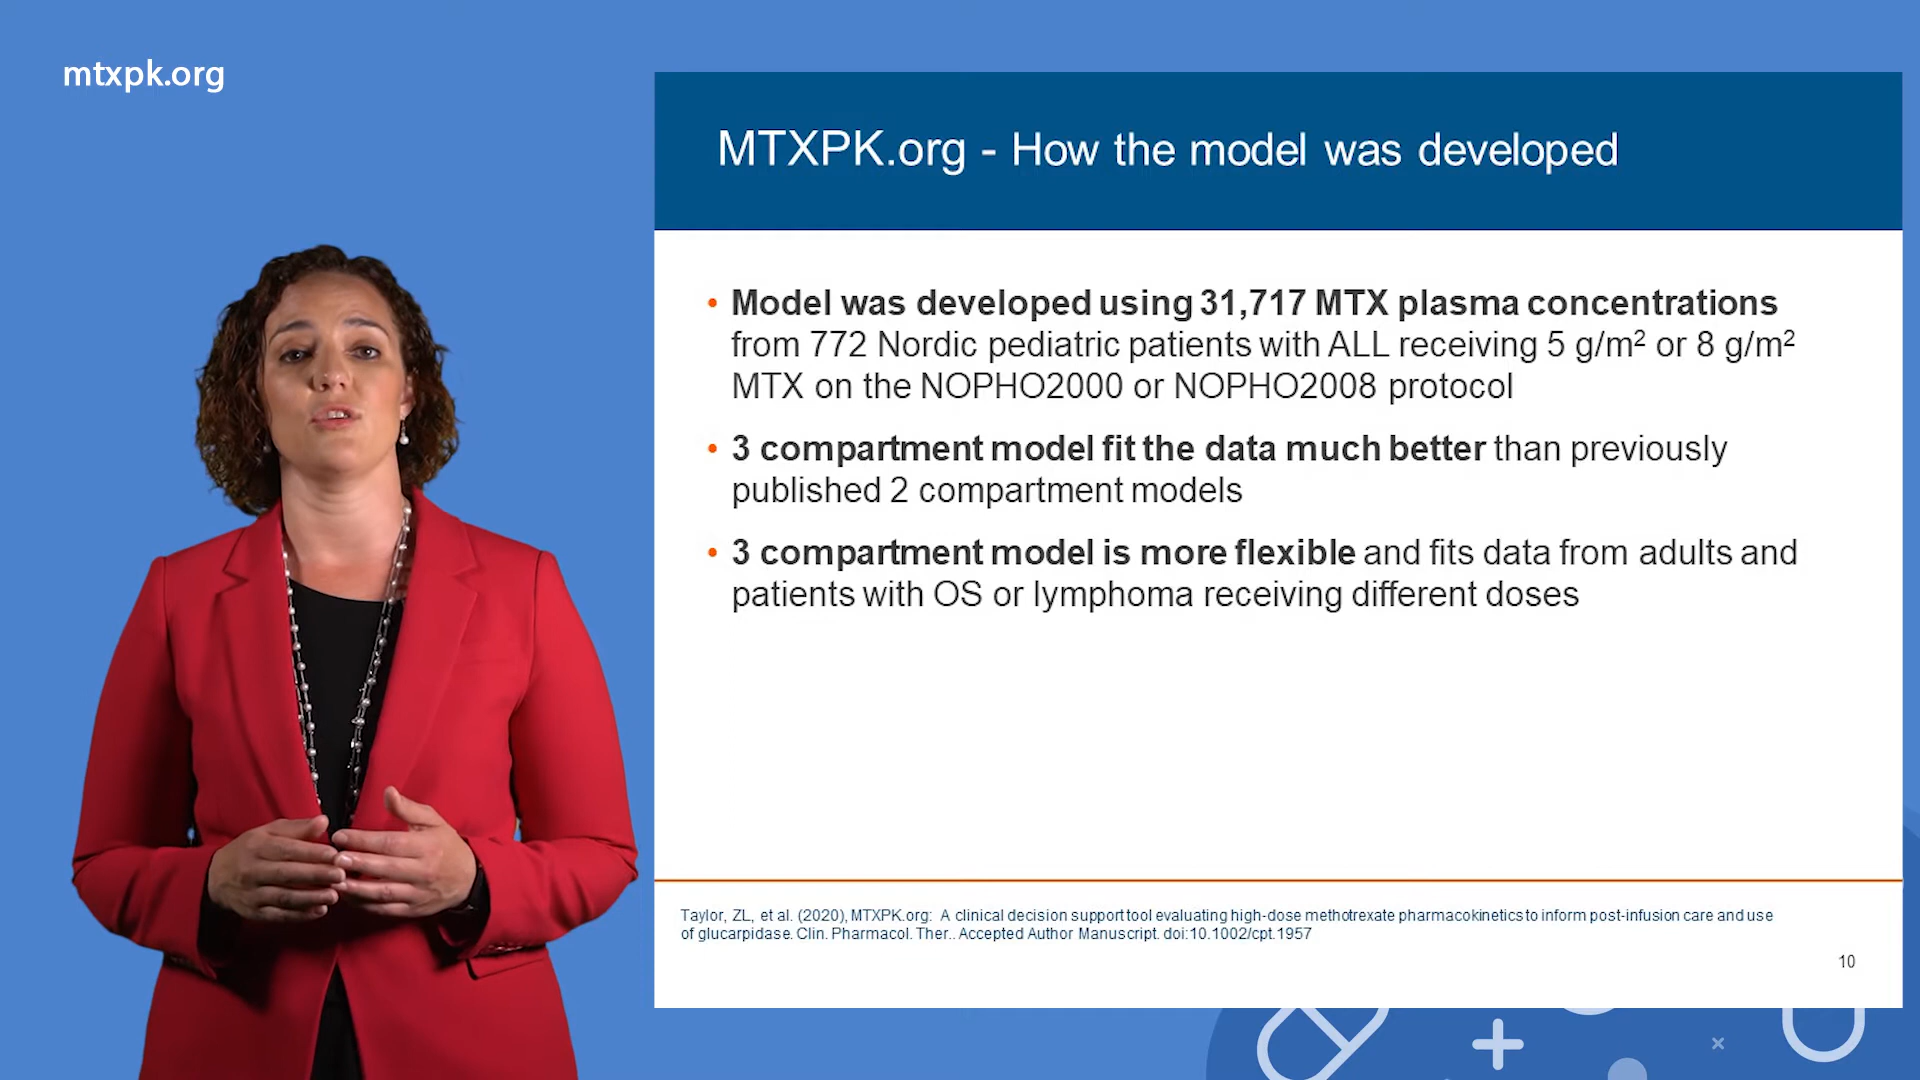 mtxpk.org
MTXPK.org - How the model was developed
• Model was developed using 31,717 MTX plasma concentrations
from 772 Nordic pediatric patients with ALL receiving 5 g/m² or 8 g/m²
MTX on the NOPHO2000 or NOPHO2008 protocol
• 3 compartment model fit the data much better than previously
published 2 compartment models
• 3 compartment model is more flexible and fits data from adults and
patients with OS or lymphoma receiving different doses
Taylor, ZL, et al. (2020), MTXPK.org: A clinical decision support tool evaluating high-dose methotrexate pharmacokinetics to inform post-infusion care and use
of glucarpidase. Clin. Pharmacol. Ther.. Accepted Author Manuscript. doi:10.1002/cpt.1957
10